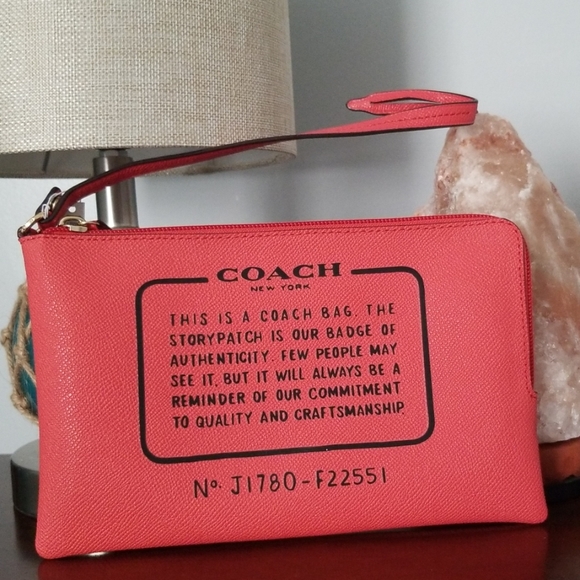 COACH
NEW YORK
THIS IS A COACH BAG. THE
STORYPATCH IS OUR BADGE OF
AUTHENTICITY. FEW PEOPLE MAY
SEE IT, BUT IT WILL ALWAYS BE A
REMINDER OF OUR COMMITMENT
TO QUALITY AND CRAFTSMANSHIP.
No. J1780-F22551